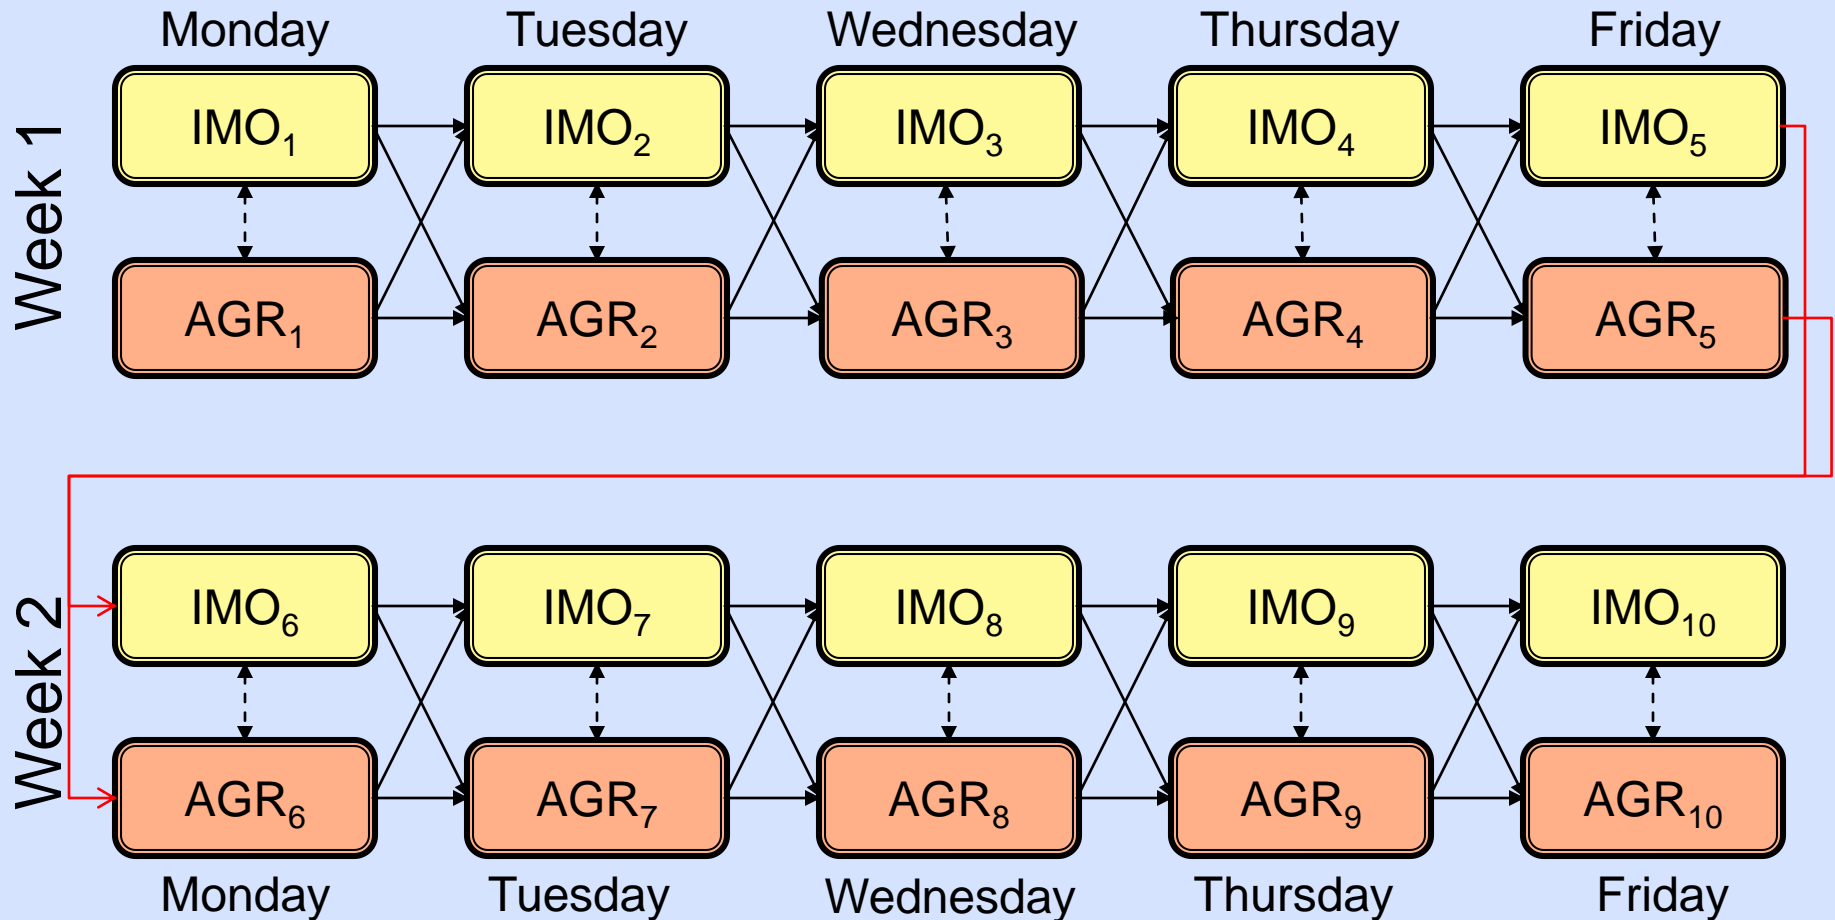 Monday Tuesday Wednesday Thursday Friday
Week 1
IMO₁ IMO₂ IMO₃ IMO₄ IMO₅
AGR₁ AGR₂ AGR₃ AGR₄ AGR₅
Week 2
IMO₆ IMO₇ IMO₈ IMO₉ IMO₁₀
AGR₆ AGR₇ AGR₈ AGR₉ AGR₁₀
Monday Tuesday Wednesday Thursday Friday